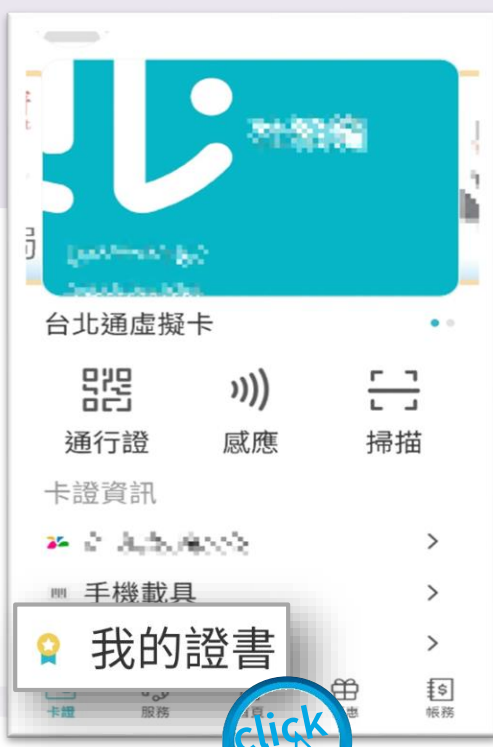 台北通虛擬卡
通行證 感應 掃描
卡證資訊
手機載具
我的證書
卡證 服務 帳務
click